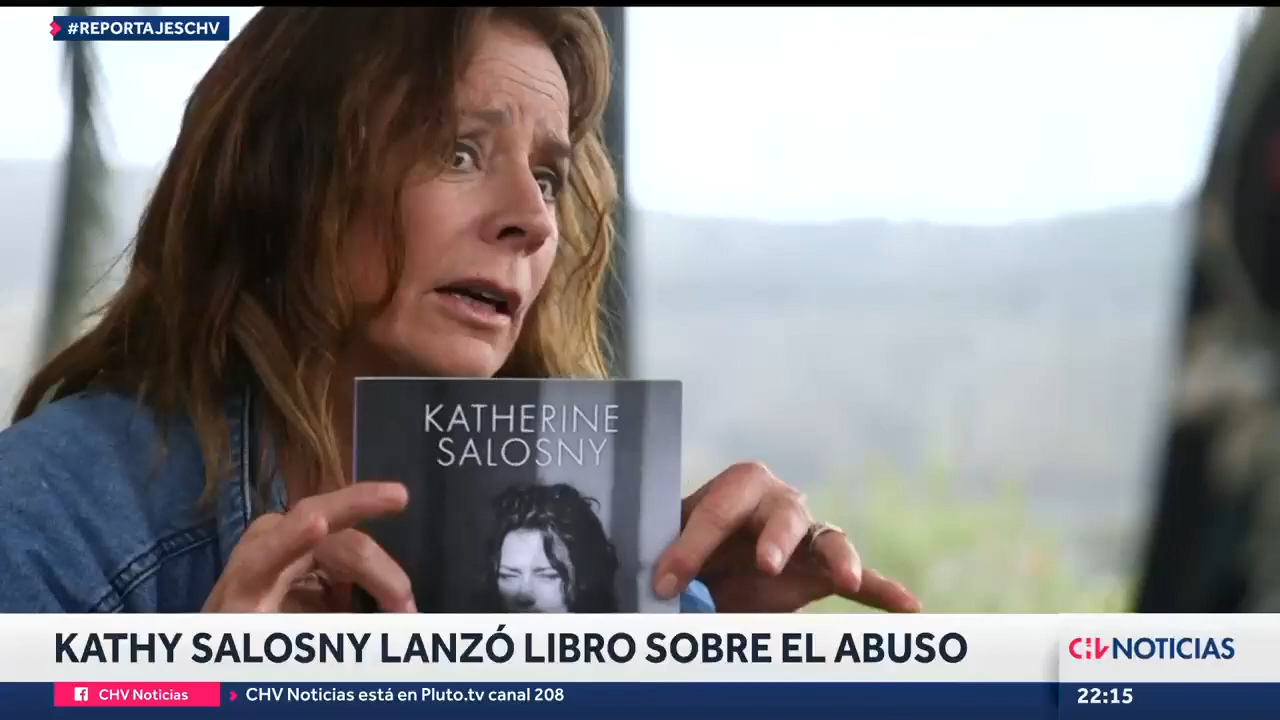 #REPORTAJESCHV
KATHERINE
SALOSNY
KATHY SALOSNY LANZÓ LIBRO SOBRE EL ABUSO
CHV NOTICIAS
CHV Noticias
CHV Noticias está en Pluto.tv canal 208
22:15